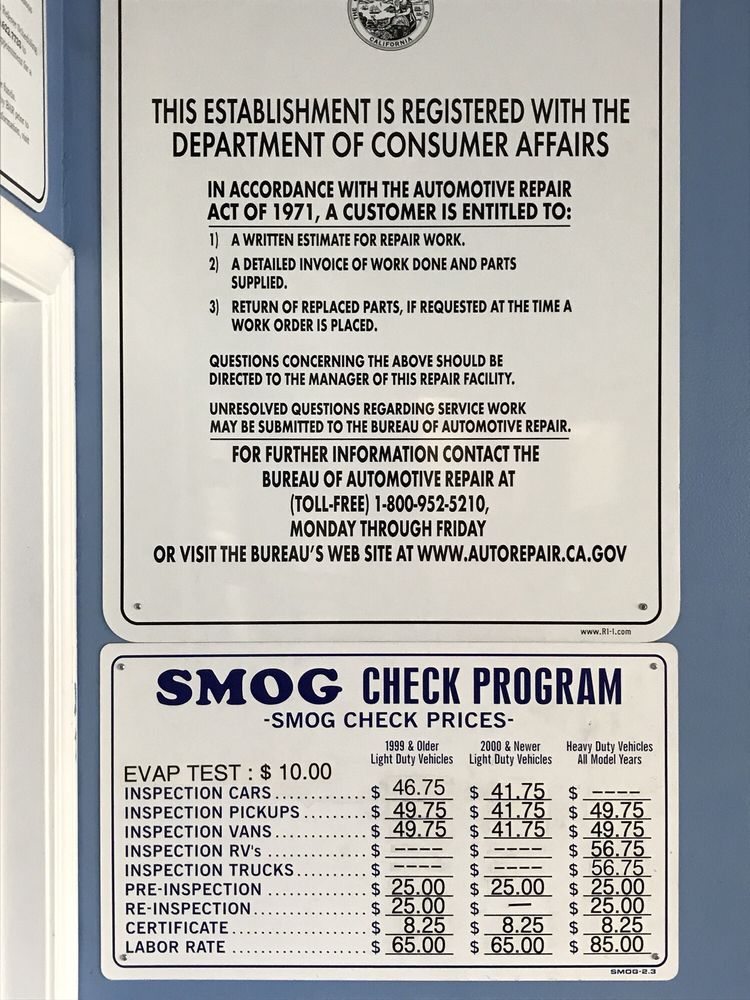 CALIFORNIA
THIS ESTABLISHMENT IS REGISTERED WITH THE
DEPARTMENT OF CONSUMER AFFAIRS
IN ACCORDANCE WITH THE AUTOMOTIVE REPAIR
ACT OF 1971, A CUSTOMER IS ENTITLED TO:
1) A WRITTEN ESTIMATE FOR REPAIR WORK.
2) A DETAILED INVOICE OF WORK DONE AND PARTS
SUPPLIED.
3) RETURN OF REPLACED PARTS, IF REQUESTED AT THE TIME A
WORK ORDER IS PLACED.
QUESTIONS CONCERNING THE ABOVE SHOULD BE
DIRECTED TO THE MANAGER OF THIS REPAIR FACILITY.
UNRESOLVED QUESTIONS REGARDING SERVICE WORK
MAY BE SUBMITTED TO THE BUREAU OF AUTOMOTIVE REPAIR.
FOR FURTHER INFORMATION CONTACT THE
BUREAU OF AUTOMOTIVE REPAIR AT
(TOLL-FREE) 1-800-952-5210,
MONDAY THROUGH FRIDAY
OR VISIT THE BUREAU'S WEB SITE AT WWW.AUTOREPAIR.CA.GOV
www.RI-I.com
SMOG CHECK PROGRAM
-SMOG CHECK PRICES-
1999 & Older 2000 & Newer Heavy Duty Vehicles
Light Duty Vehicles Light Duty Vehicles All Model Years
EVAP TEST : $ 10.00
INSPECTION CARS............. $ 46.75 $ 41.75 $ ----
INSPECTION PICKUPS......... $ 49.75 $ 41.75 $ 49.75
INSPECTION VANS............. $ 49.75 $ 41.75 $ 49.75
INSPECTION RV's .............. $ ---- $ ---- $ 56.75
INSPECTION TRUCKS.......... $ ---- $ ---- $ 56.75
PRE-INSPECTION .............. $ 25.00 $ 25.00 $ 25.00
RE-INSPECTION................ $ 25.00 $ — $ 25.00
CERTIFICATE................... $ 8.25 $ 8.25 $ 8.25
LABOR RATE ................... $ 65.00 $ 65.00 $ 85.00
SMOG-2.3